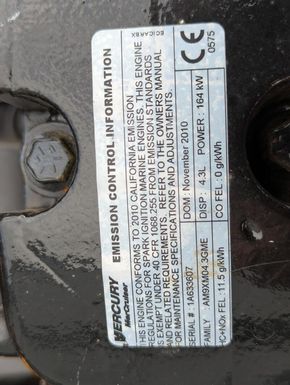 MERCURY
MerCruiser
EMISSION CONTROL INFORMATION
THIS ENGINE CONFORMS TO 2010 CALIFORNIA EMISSION
REGULATIONS FOR SPARK IGNITION MARINE ENGINES. THIS ENGINE
IS EXEMPT UNDER 40 CFR 1068.255 FROM EMISSION STANDARDS
AND RELATED REQUIREMENTS. REFER TO THE OWNERS MANUAL
FOR MAINTENANCE SPECIFICATIONS AND ADJUSTMENTS.
SERIAL # : 1A633607 DOM : November 2010
FAMILY : AM9XM04.3GME DISP : 4.3L POWER : 164 kW
HC+NOx FEL : 11.5 g/kWh CO FEL : 0 g/kWh
CE
0575